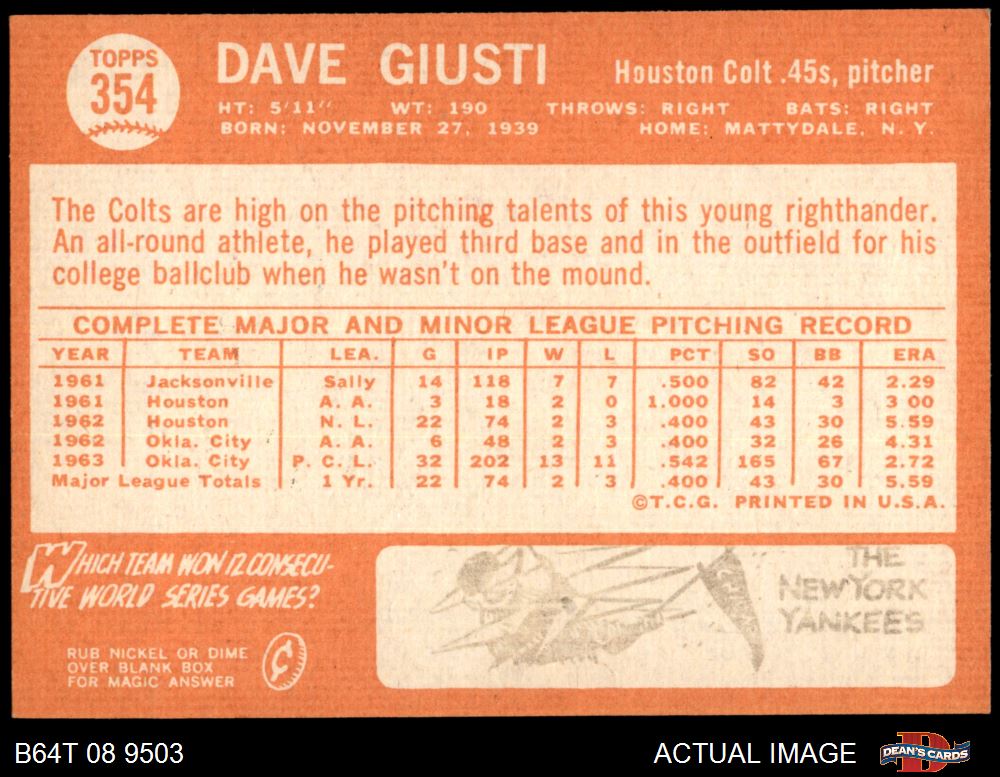 TOPPS
354
DAVE GIUSTI
Houston Colt .45s, pitcher
HT: 5'11" WT: 190 THROWS: RIGHT BATS: RIGHT
BORN: NOVEMBER 27, 1939 HOME: MATTYDALE, N. Y.
The Colts are high on the pitching talents of this young righthander.
An all-round athlete, he played third base and in the outfield for his
college ballclub when he wasn't on the mound.
COMPLETE MAJOR AND MINOR LEAGUE PITCHING RECORD
YEAR TEAM LEA. G IP W L PCT SO BB ERA
1961 Jacksonville Sally 14 118 7 7 .500 82 42 2.29
1961 Houston A. A. 3 18 2 0 1.000 14 3 3 00
1962 Houston N. L. 22 74 2 3 .400 43 30 5.59
1962 Okla. City A. A. 6 48 2 3 .400 32 26 4.31
1963 Okla. City P. C. L. 32 202 13 11 .542 165 67 2.72
Major League Totals 1 Yr. 22 74 2 3 .400 43 30 5.59
©T.C.G. PRINTED IN U.S.A.
WHICH TEAM WON 12 CONSECU-
TIVE WORLD SERIES GAMES?
RUB NICKEL OR DIME
OVER BLANK BOX
FOR MAGIC ANSWER
¢
THE
NEW YORK
YANKEES
B64T 08 9503
ACTUAL IMAGE
DEAN'S CARDS